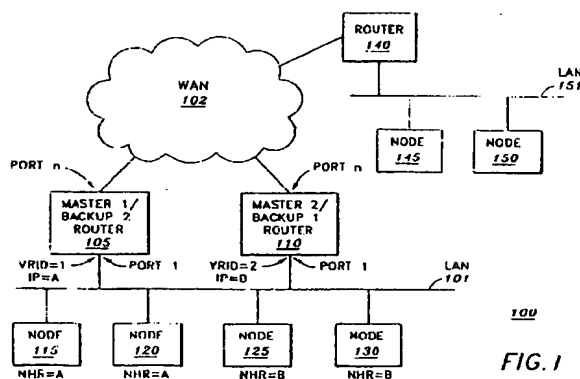 ROUTER
140
WAN
102
LAN
151
NODE
145
NODE
150
PORT n
PORT n
MASTER 1/
BACKUP 2
ROUTER
105
MASTER 2/
BACKUP 1
ROUTER
110
VRID=1
IP=A
PORT 1
VRID=2
IP=B
PORT 1
LAN
101
NODE
115
NODE
120
NODE
125
NODE
130
NHR=A
NHR=A
NHR=B
NHR=B
100
FIG. 1